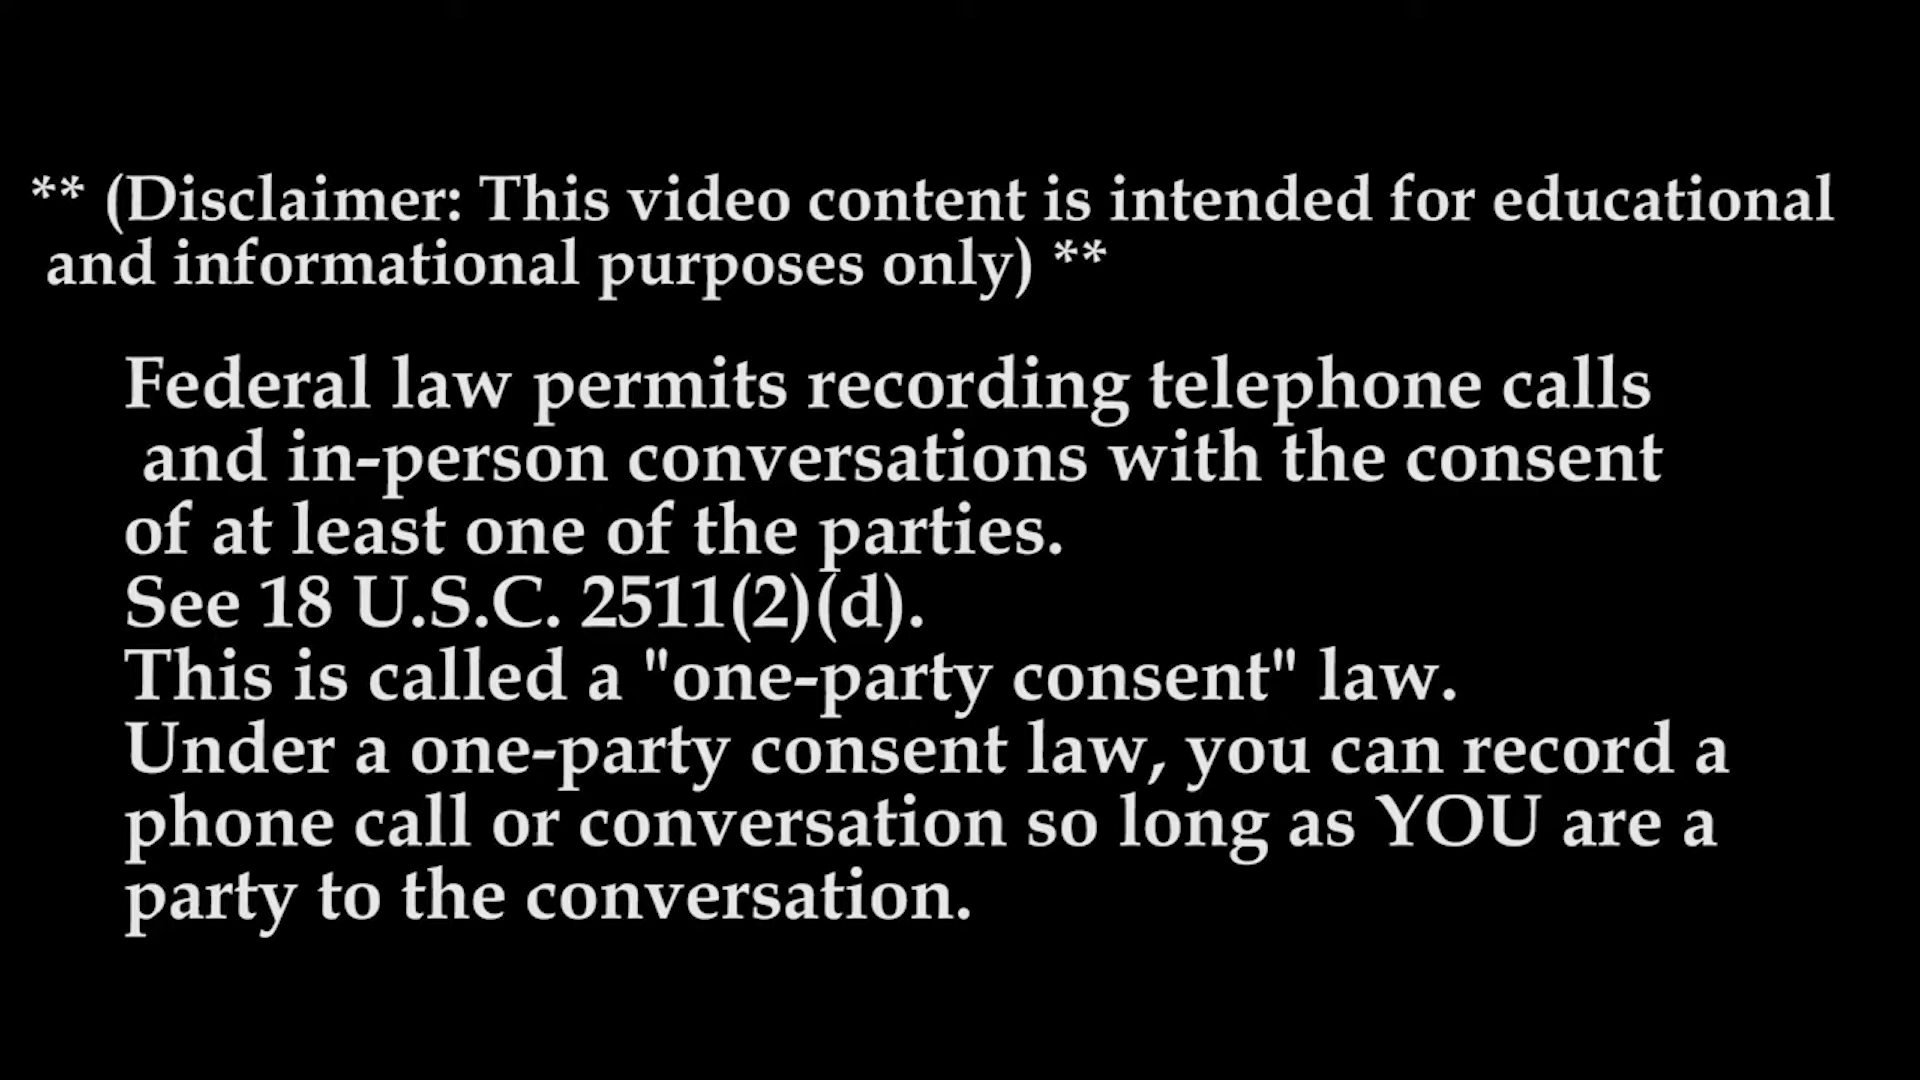 ** (Disclaimer: This video content is intended for educational
and informational purposes only) **
Federal law permits recording telephone calls
and in-person conversations with the consent
of at least one of the parties.
See 18 U.S.C. 2511(2)(d).
This is called a "one-party consent" law.
Under a one-party consent law, you can record a
phone call or conversation so long as YOU are a
party to the conversation.